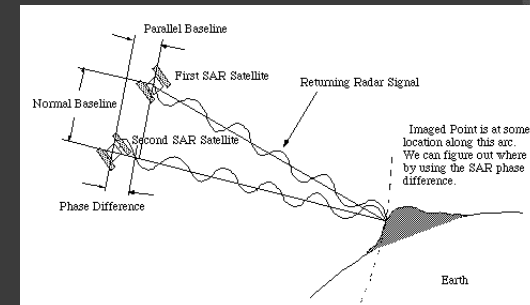 Parallel Baseline
First SAR Satellite
Returning Radar Signal
Normal Baseline
Second SAR Satellite
Imaged Point is at some
location along this arc.
We can figure out where
by using the SAR phase
difference.
Phase Difference
Earth